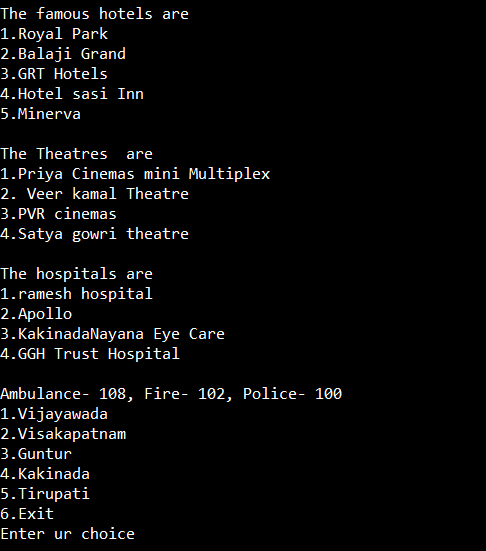 The famous hotels are
1.Royal Park
2.Balaji Grand
3.GRT Hotels
4.Hotel sasi Inn
5.Minerva
The Theatres  are
1.Priya Cinemas mini Multiplex
2. Veer kamal Theatre
3.PVR cinemas
4.Satya gowri theatre
The hospitals are
1.ramesh hospital
2.Apollo
3.KakinadaNayana Eye Care
4.GGH Trust Hospital
Ambulance- 108, Fire- 102, Police- 100
1.Vijayawada
2.Visakapatnam
3.Guntur
4.Kakinada
5.Tirupati
6.Exit
Enter ur choice